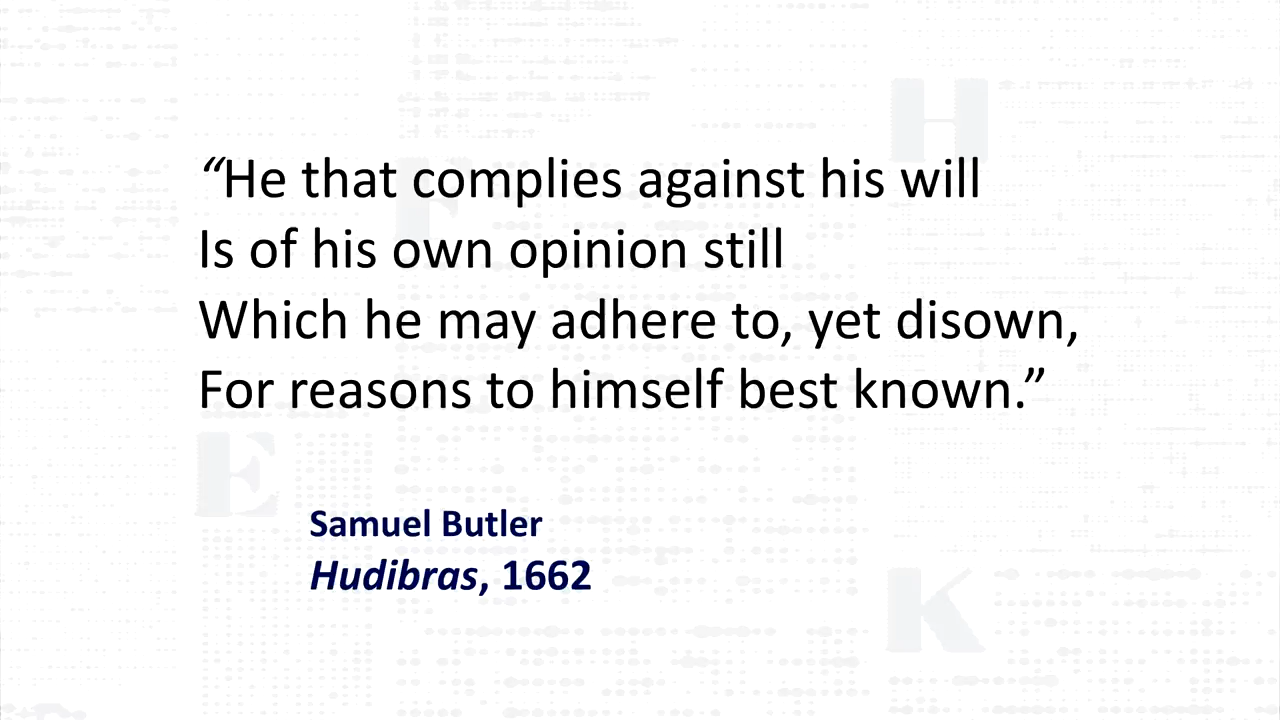 “He that complies against his will
Is of his own opinion still
Which he may adhere to, yet disown,
For reasons to himself best known.”
Samuel Butler
Hudibras, 1662
H
F
E
K